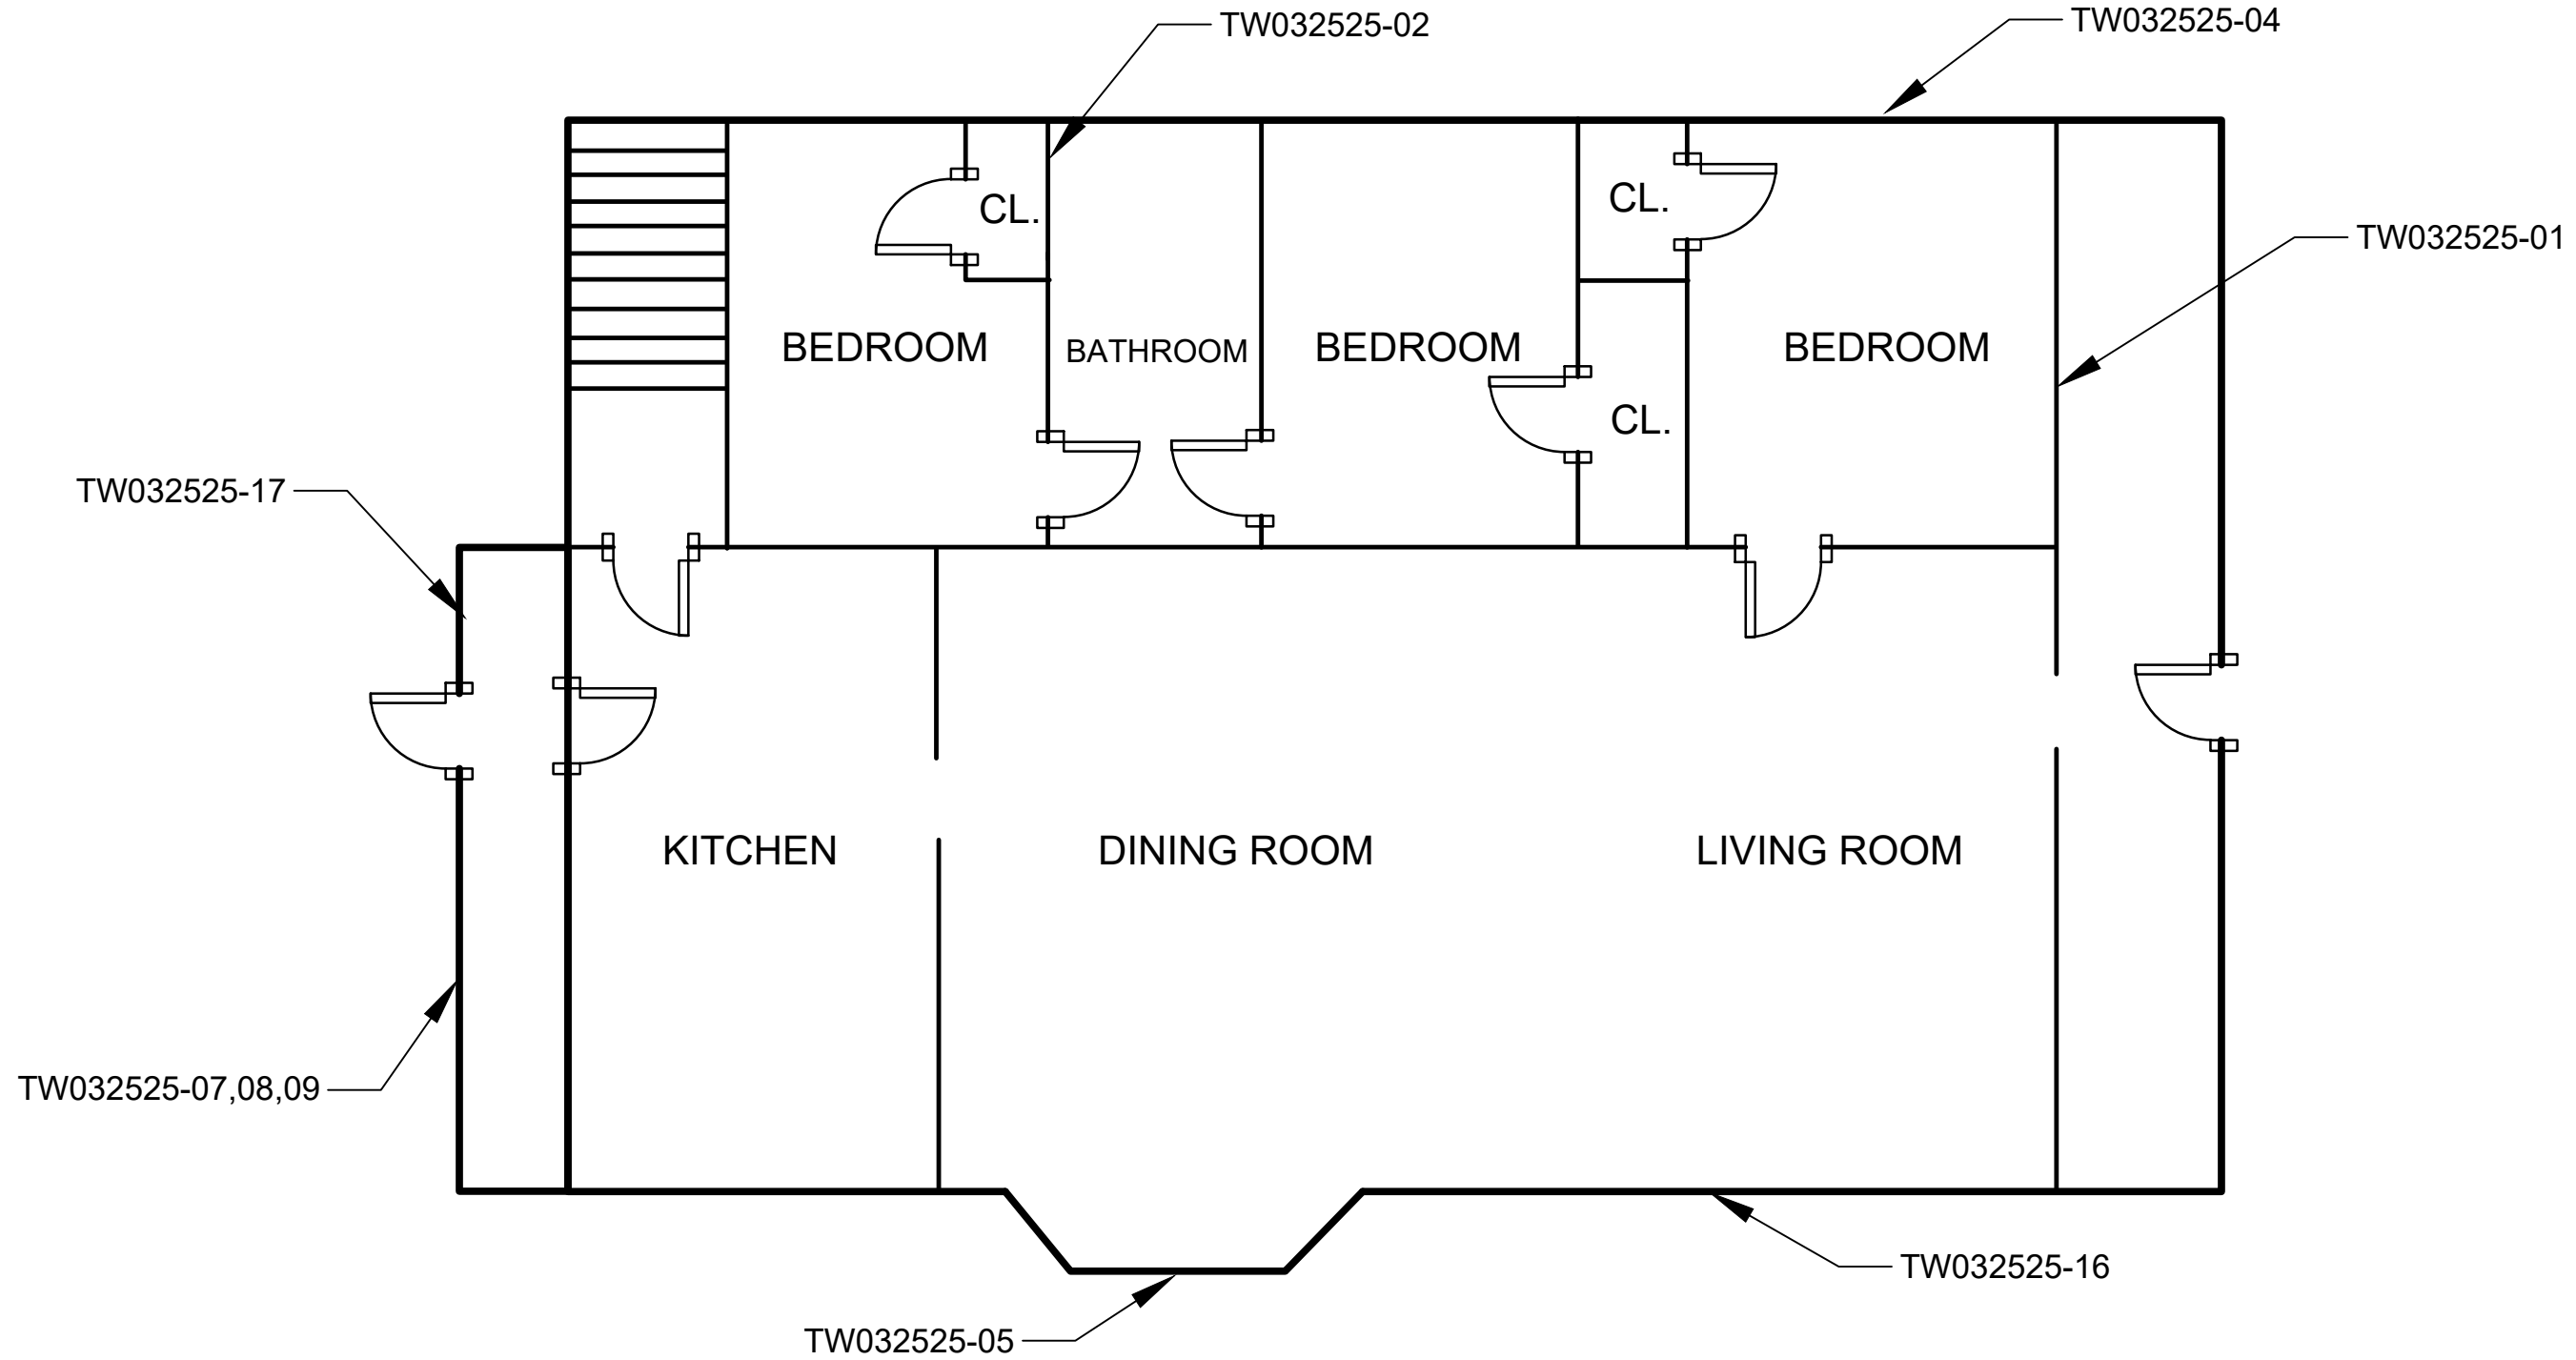 TW032525-04
TW032525-02
CL.
CL.
TW032525-01
BEDROOM
BATHROOM
BEDROOM
BEDROOM
CL.
TW032525-17
KITCHEN
DINING ROOM
LIVING ROOM
TW032525-07,08,09
TW032525-16
TW032525-05